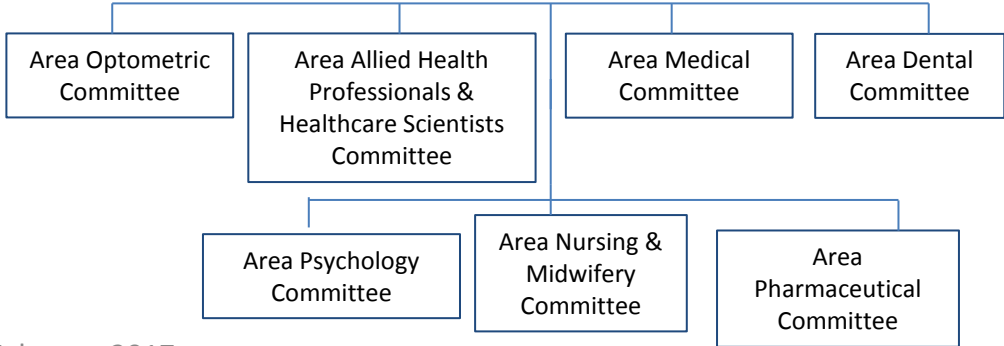 Area Optometric
Committee
Area Allied Health
Professionals &
Healthcare Scientists
Committee
Area Medical
Committee
Area Dental
Committee
Area Psychology
Committee
Area Nursing &
Midwifery
Committee
Area
Pharmaceutical
Committee